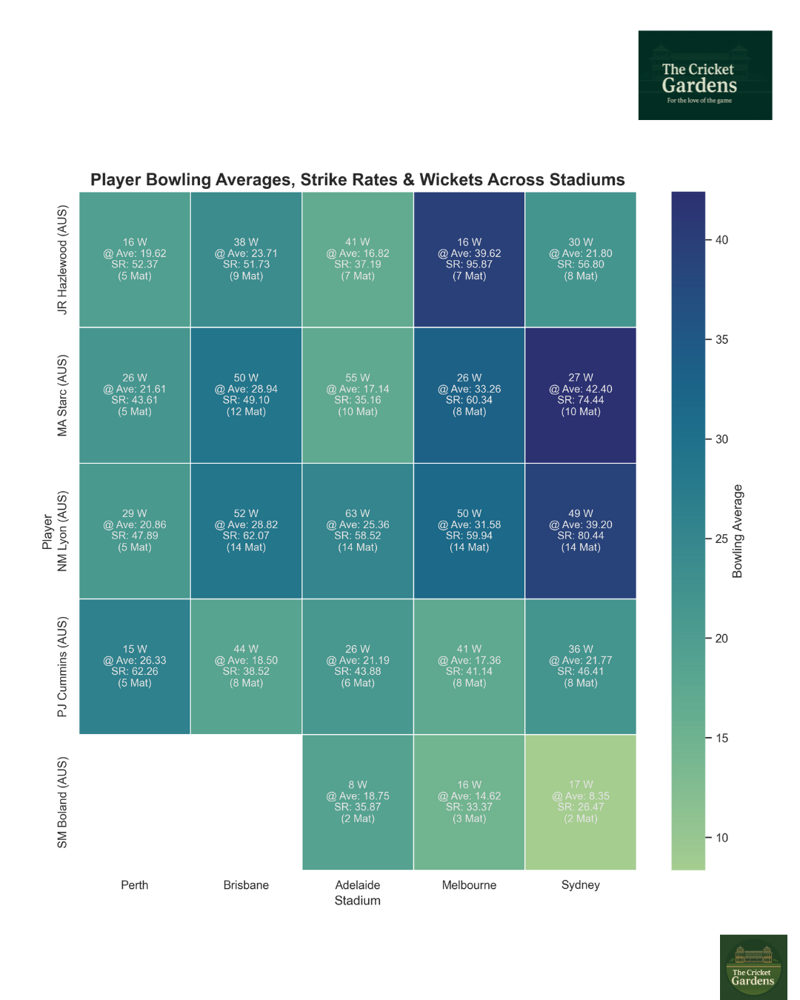 The Cricket
Gardens
For the love of the game
Player Bowling Averages, Strike Rates & Wickets Across Stadiums
JR Hazlewood (AUS)
16 W
@ Ave: 19.62
SR: 52.37
(5 Mat)
38 W
@ Ave: 23.71
SR: 51.73
(9 Mat)
41 W
@ Ave: 16.82
SR: 37.19
(7 Mat)
16 W
@ Ave: 39.62
SR: 95.87
(7 Mat)
30 W
@ Ave: 21.80
SR: 56.80
(8 Mat)
MA Starc (AUS)
26 W
@ Ave: 21.61
SR: 43.61
(5 Mat)
50 W
@ Ave: 28.94
SR: 49.10
(12 Mat)
55 W
@ Ave: 17.14
SR: 35.16
(10 Mat)
26 W
@ Ave: 33.26
SR: 60.34
(8 Mat)
27 W
@ Ave: 42.40
SR: 74.44
(10 Mat)
Player
NM Lyon (AUS)
29 W
@ Ave: 20.86
SR: 47.89
(5 Mat)
52 W
@ Ave: 28.82
SR: 62.07
(14 Mat)
63 W
@ Ave: 25.36
SR: 58.52
(14 Mat)
50 W
@ Ave: 31.58
SR: 59.94
(14 Mat)
49 W
@ Ave: 39.20
SR: 80.44
(14 Mat)
PJ Cummins (AUS)
15 W
@ Ave: 26.33
SR: 62.26
(5 Mat)
44 W
@ Ave: 18.50
SR: 38.52
(8 Mat)
26 W
@ Ave: 21.19
SR: 43.88
(6 Mat)
41 W
@ Ave: 17.36
SR: 41.14
(8 Mat)
36 W
@ Ave: 21.77
SR: 46.41
(8 Mat)
SM Boland (AUS)
8 W
@ Ave: 18.75
SR: 35.87
(2 Mat)
16 W
@ Ave: 14.62
SR: 33.37
(3 Mat)
17 W
@ Ave: 8.35
SR: 26.47
(2 Mat)
Perth
Brisbane
Adelaide
Melbourne
Sydney
Stadium
40
35
30
25
20
15
10
Bowling Average
The Cricket
Gardens